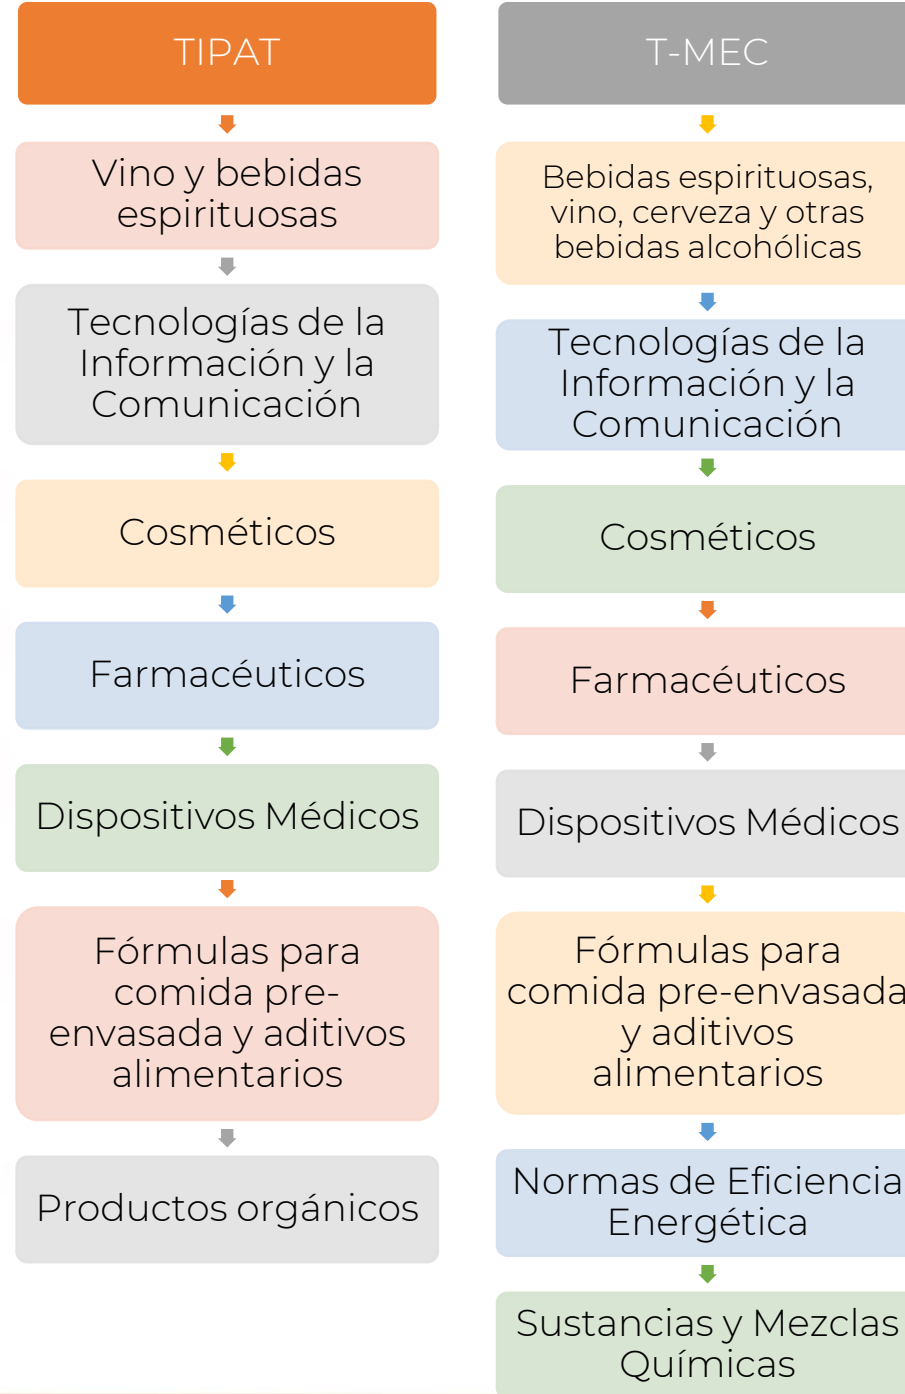 TIPAT
Vino y bebidas
espirituosas
Tecnologías de la
Información y la
Comunicación
Cosméticos
Farmacéuticos
Dispositivos Médicos
Fórmulas para
comida pre-
envasada y aditivos
alimentarios
Productos orgánicos
T-MEC
Bebidas espirituosas,
vino, cerveza y otras
bebidas alcohólicas
Tecnologías de la
Información y la
Comunicación
Cosméticos
Farmacéuticos
Dispositivos Médicos
Fórmulas para
comida pre-envasada
y aditivos
alimentarios
Normas de Eficiencia
Energética
Sustancias y Mezclas
Químicas